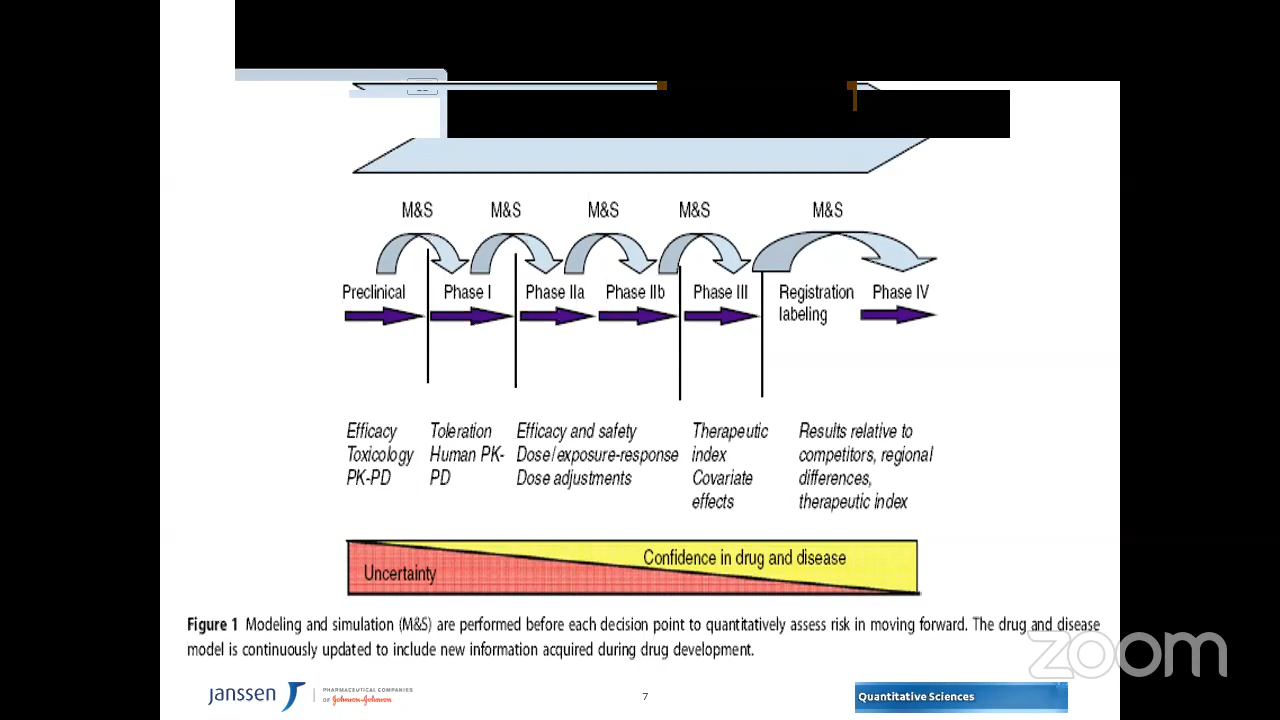 M&S M&S M&S M&S M&S
Preclinical Phase I Phase IIa Phase IIb Phase III Registration labeling Phase IV
Efficacy
Toxicology
PK-PD
Toleration
Human PK-
PD
Efficacy and safety
Dose/exposure-response
Dose adjustments
Therapeutic
index
Covariate
effects
Results relative to
competitors, regional
differences,
therapeutic index
Confidence in drug and disease
Uncertainty
Figure 1 Modeling and simulation (M&S) are performed before each decision point to quantitatively assess risk in moving forward. The drug and disease
model is continuously updated to include new information acquired during drug development.
zoom
janssen PHARMACEUTICAL COMPANIES
OF Johnson & Johnson
7
Quantitative Sciences